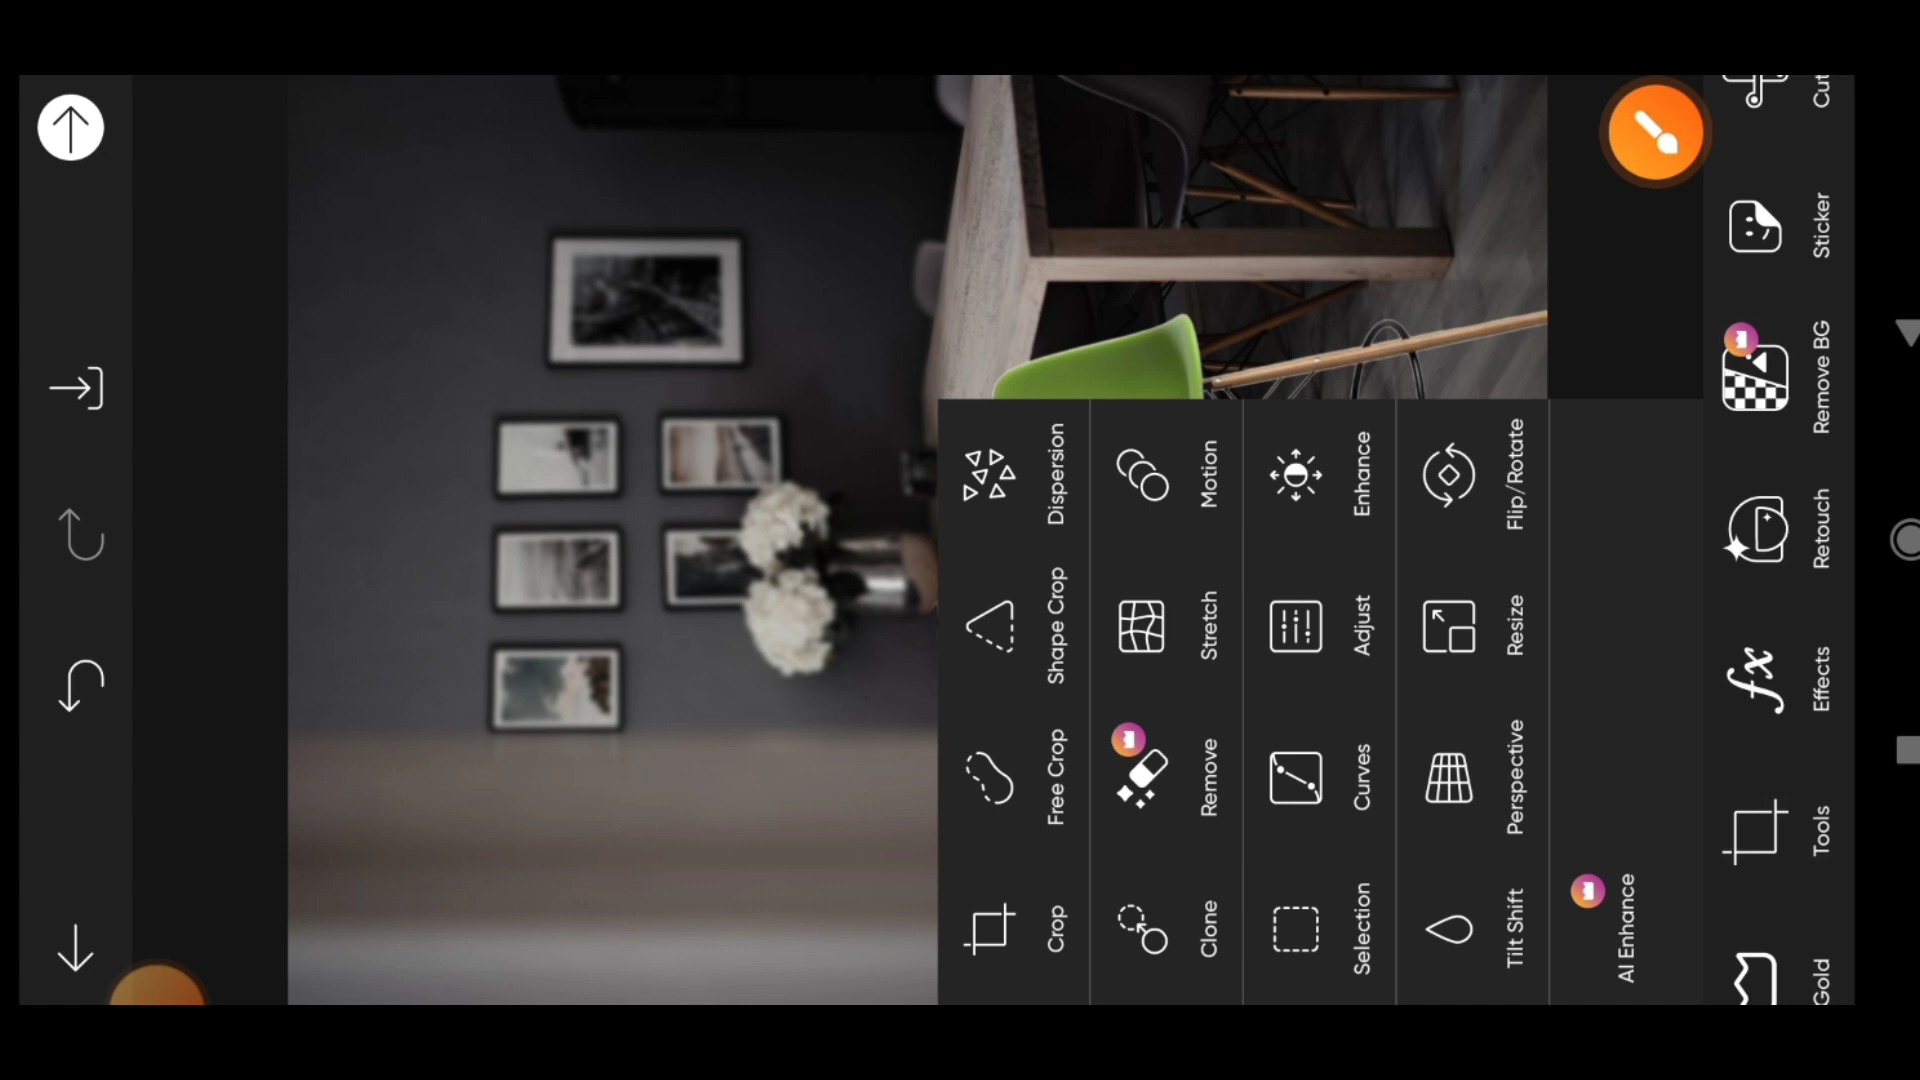 Crop
Free Crop
Shape Crop
Dispersion
Clone
Remove
Stretch
Motion
Selection
Curves
Adjust
Enhance
Tilt Shift
Perspective
Resize
Flip/Rotate
AI Enhance
Gold
Tools
fx
Effects
Retouch
Remove BG
Sticker
Cut